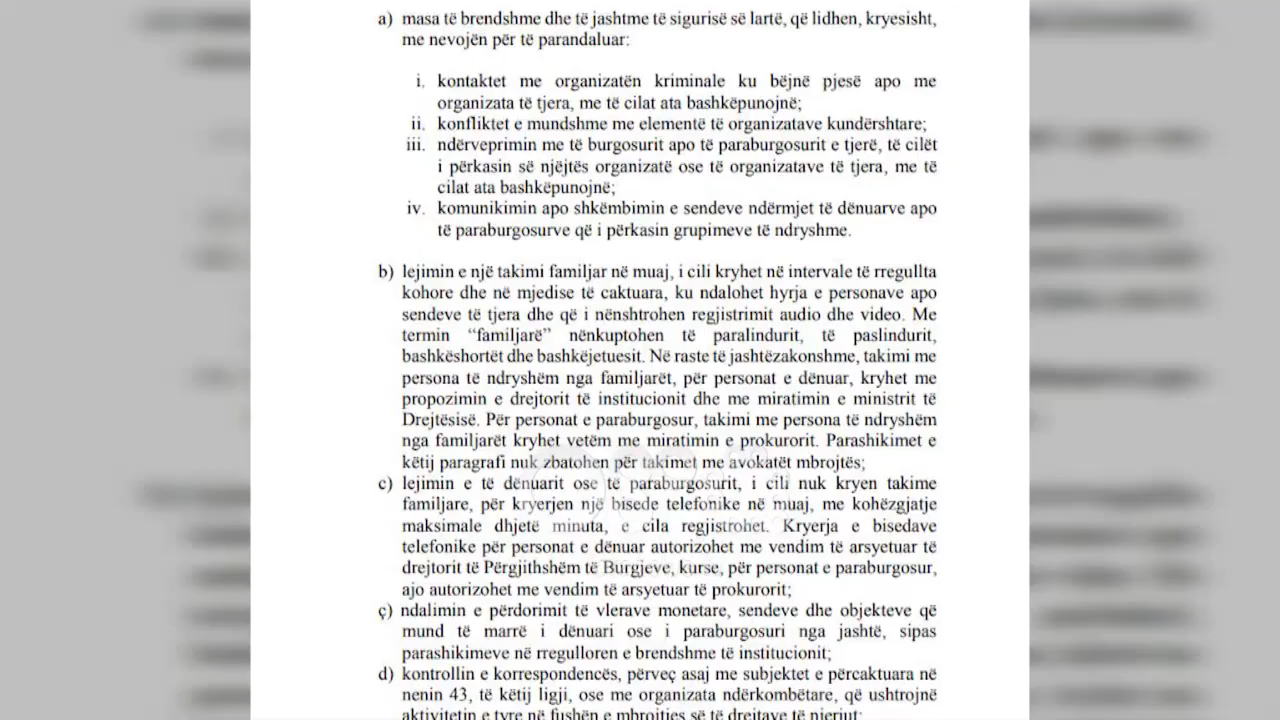 a) masa të brendshme dhe të jashtme të sigurisë së lartë, që lidhen, kryesisht,
me nevojën për të parandaluar:
i. kontaktet me organizatën kriminale ku bëjnë pjesë apo me
organizata të tjera, me të cilat ata bashkëpunojnë;
ii. konfliktet e mundshme me elementë të organizatave kundërshtare;
iii. ndërveprimin me të burgosurit apo të paraburgosurit e tjerë, të cilët
i përkasin së njëjtës organizatë ose të organizatave të tjera, me të
cilat ata bashkëpunojnë;
iv. komunikimin apo shkëmbimin e sendeve ndërmjet të dënuarve apo
të paraburgosurve që i përkasin grupimeve të ndryshme.
b) lejimin e një takimi familjar në muaj, i cili kryhet në intervale të rregullta
kohore dhe në mjedise të caktuara, ku ndalohet hyrja e personave apo
sendeve të tjera dhe që i nënshtrohen regjistrimit audio dhe video. Me
termin “familjarë” nënkuptohen të paralindurit, të paslindurit,
bashkëshortët dhe bashkëjetuesit. Në raste të jashtëzakonshme, takimi me
persona të ndryshëm nga familjarët, për personat e dënuar, kryhet me
propozimin e drejtorit të institucionit dhe me miratimin e ministrit të
Drejtësisë. Për personat e paraburgosur, takimi me persona të ndryshëm
nga familjarët kryhet vetëm me miratimin e prokurorit. Parashikimet e
këtij paragrafi nuk zbatohen për takimet me avokatët mbrojtës;
c) lejimin e të dënuarit ose të paraburgosurit, i cili nuk kryen takime
familjare, për kryerjen një bisede telefonike në muaj, me kohëzgjatje
maksimale dhjetë minuta, e cila regjistrohet. Kryerja e bisedave
telefonike për personat e dënuar autorizohet me vendim të arsyetuar të
drejtorit të Përgjithshëm të Burgjeve, kurse, për personat e paraburgosur,
ajo autorizohet me vendim të arsyetuar të prokurorit;
ç) ndalimin e përdorimit të vlerave monetare, sendeve dhe objekteve që
mund të marrë i dënuari ose i paraburgosuri nga jashtë, sipas
parashikimeve në rregulloren e brendshme të institucionit;
d) kontrollin e korrespondencës, përveç asaj me subjektet e përcaktuara në
nenin 43, të këtij ligji, ose me organizata ndërkombëtare, që ushtrojnë
aktivitetin e tyre në fushën e mbrojtjes së të drejtave të njeriut;